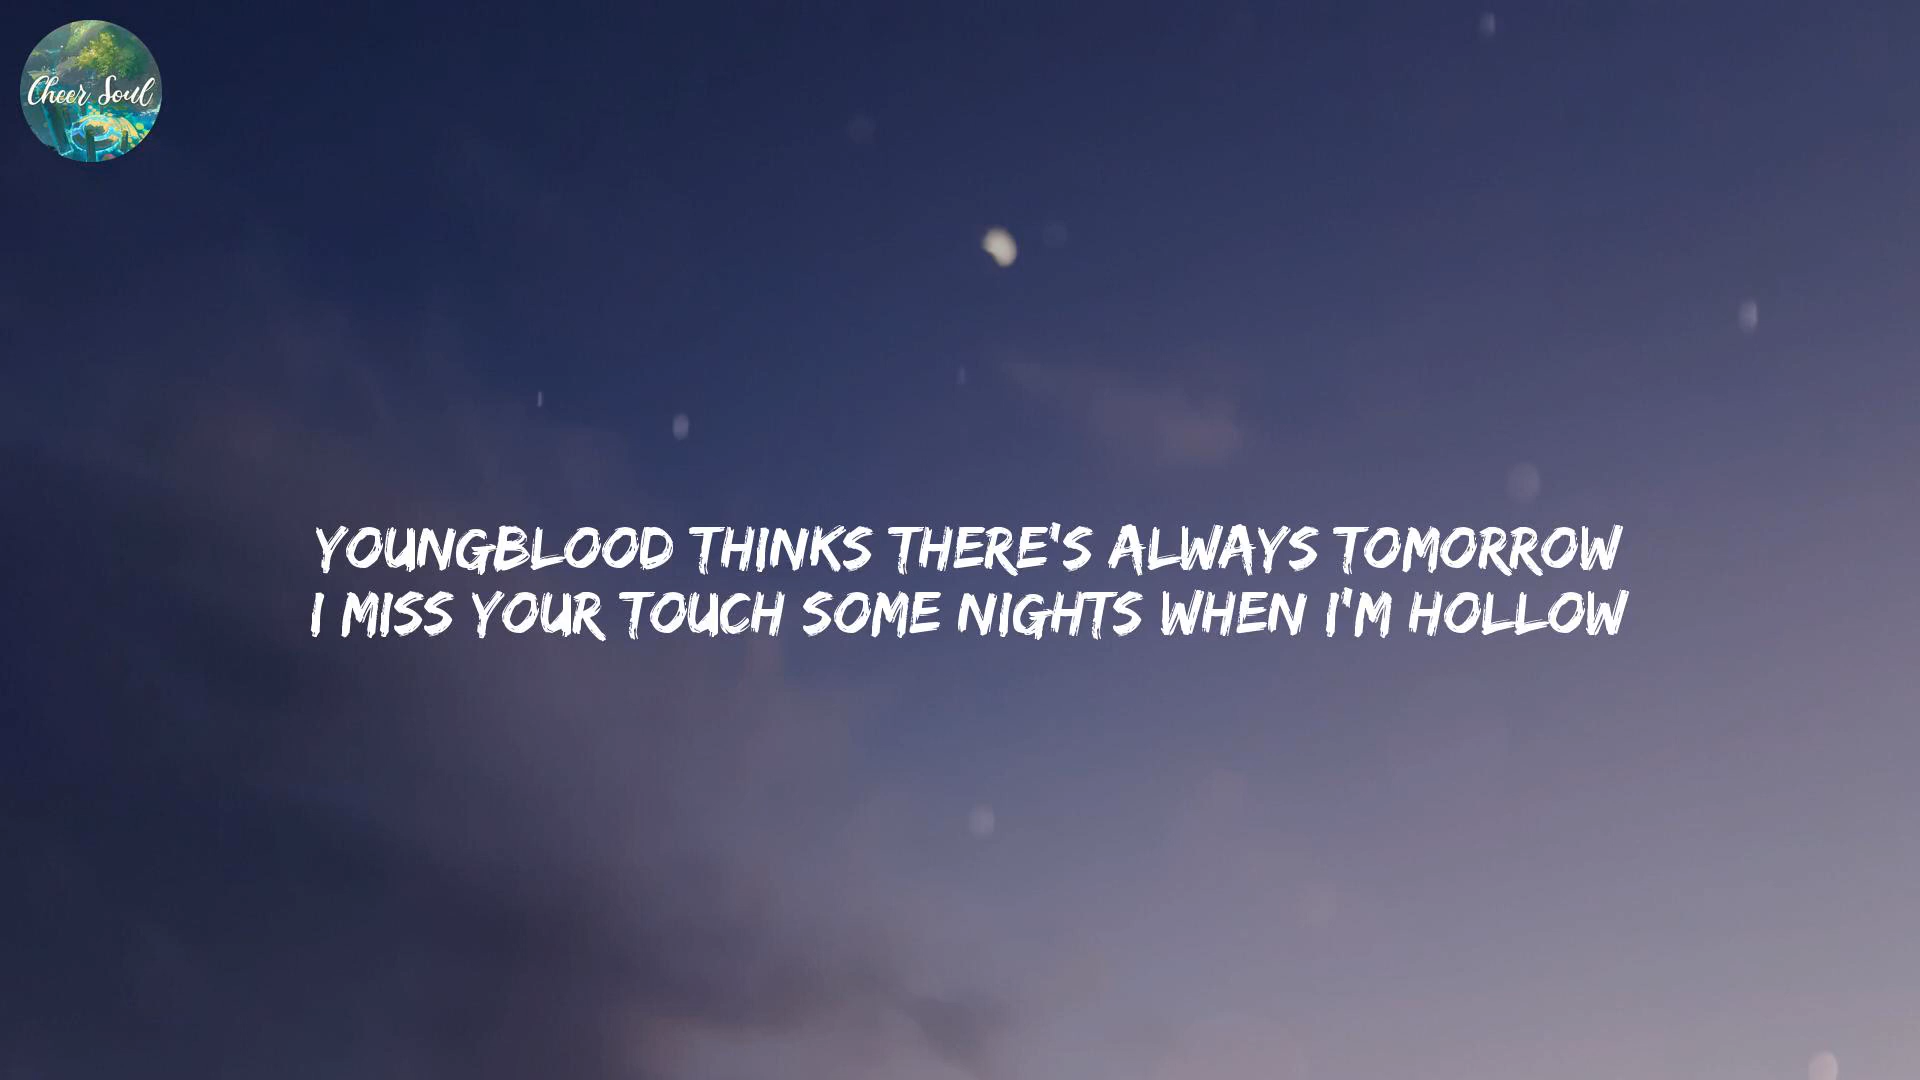 Cheer Soul
YOUNGBLOOD THINKS THERE'S ALWAYS TOMORROW
I MISS YOUR TOUCH SOME NIGHTS WHEN I'M HOLLOW